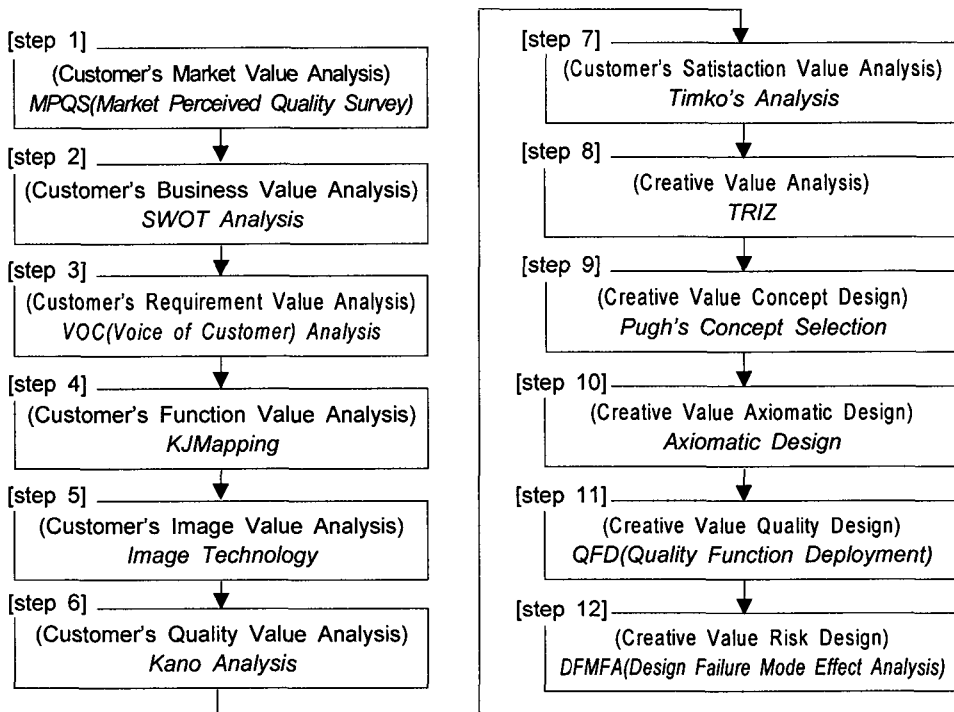 [step 1]
(Customer's Market Value Analysis)
MPQS(Market Perceived Quality Survey)
[step 2]
(Customer's Business Value Analysis)
SWOT Analysis
[step 3]
(Customer's Requirement Value Analysis)
VOC(Voice of Customer) Analysis
[step 4]
(Customer's Function Value Analysis)
KJMapping
[step 5]
(Customer's Image Value Analysis)
Image Technology
[step 6]
(Customer's Quality Value Analysis)
Kano Analysis
[step 7]
(Customer's Satistaction Value Analysis)
Timko's Analysis
[step 8]
(Creative Value Analysis)
TRIZ
[step 9]
(Creative Value Concept Design)
Pugh's Concept Selection
[step 10]
(Creative Value Axiomatic Design)
Axiomatic Design
[step 11]
(Creative Value Quality Design)
QFD(Quality Function Deployment)
[step 12]
(Creative Value Risk Design)
DFMFA(Design Failure Mode Effect Analysis)